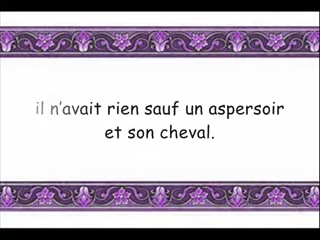 il n'avait rien sauf un aspersoir
et son cheval.